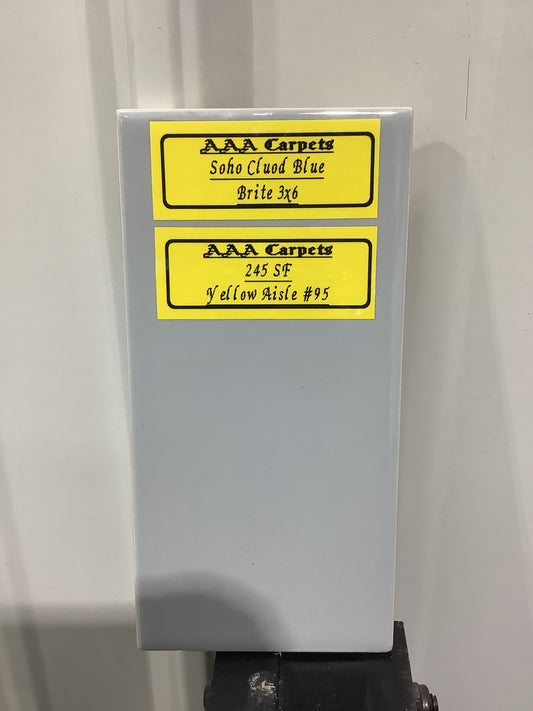 AAA Carpets
Soho Cluod Blue
Brite 3x6
AAA Carpets
245 SF
Yellow Aisle #95